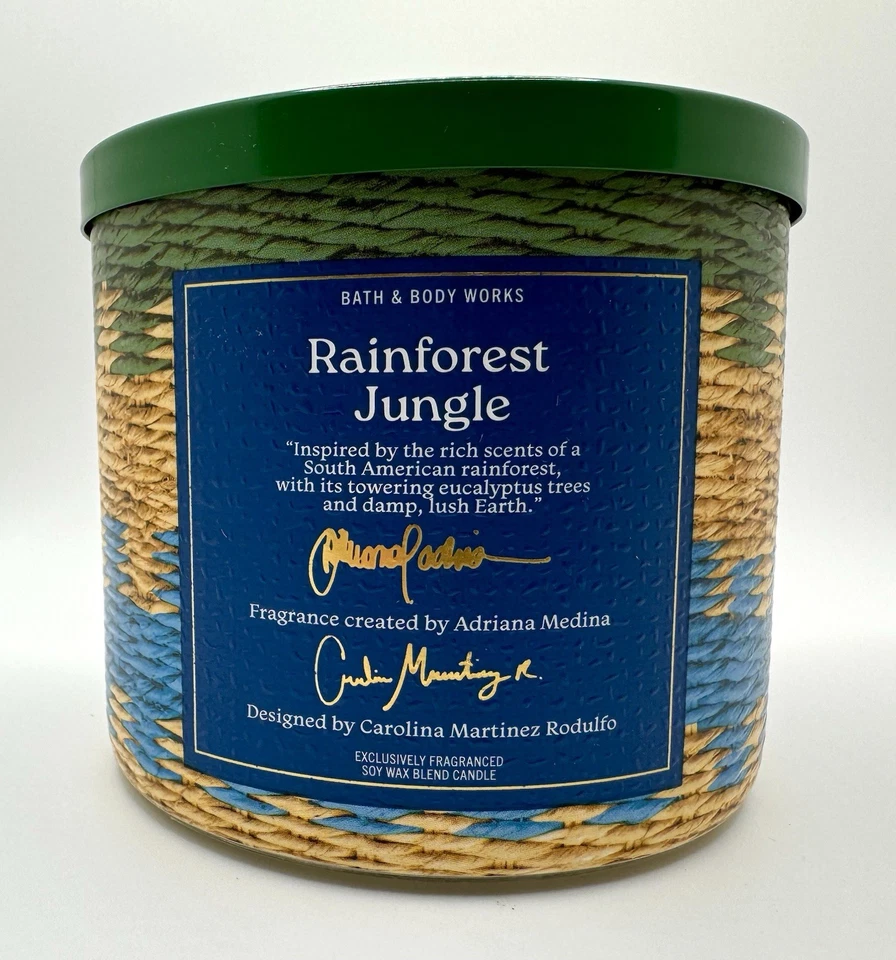 BATH & BODY WORKS
Rainforest
Jungle
“Inspired by the rich scents of a
South American rainforest,
with its towering eucalyptus trees
and damp, lush Earth.”
Fragrance created by Adriana Medina
Designed by Carolina Martinez Rodulfo
EXCLUSIVELY FRAGRANCED
SOY WAX BLEND CANDLE